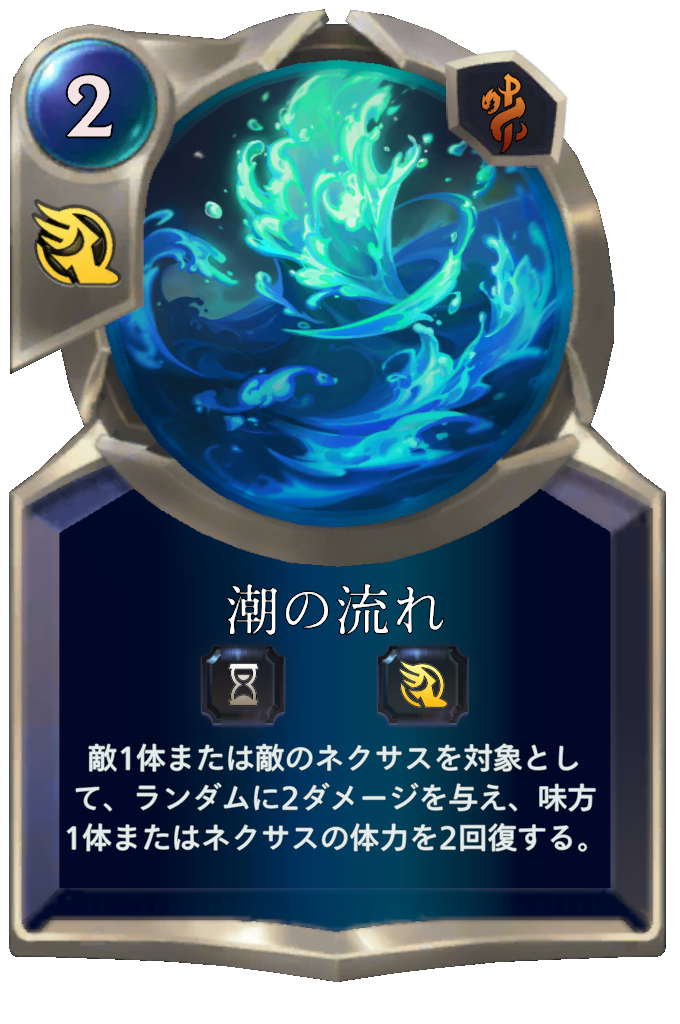 2
潮の流れ
敵1体または敵のネクサスを対象とし
て、ランダムに2ダメージを与え、味方
1体またはネクサスの体力を2回復する。